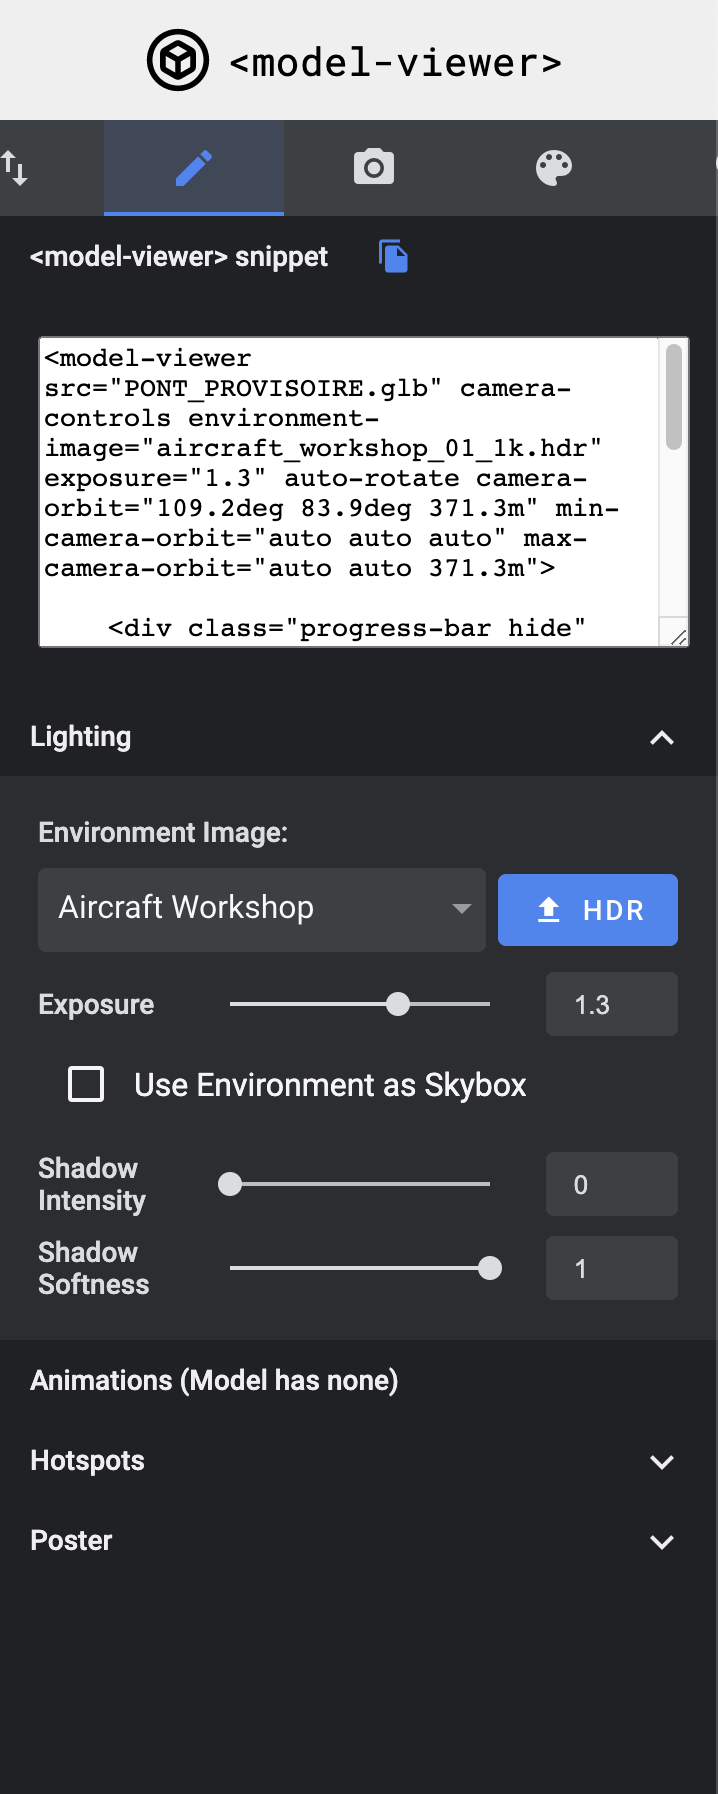 <model-viewer>
<model-viewer> snippet
<model-viewer
src="PONT_PROVISOIRE.glb" camera-
controls environment-
image="aircraft_workshop_01_1k.hdr"
exposure="1.3" auto-rotate camera-
orbit="109.2deg 83.9deg 371.3m" min-
camera-orbit="auto auto auto" max-
camera-orbit="auto auto 371.3m">
<div class="progress-bar hide"
Lighting
Environment Image:
Aircraft Workshop
HDR
Exposure
1.3
Use Environment as Skybox
Shadow
Intensity
0
Shadow
Softness
1
Animations (Model has none)
Hotspots
Poster